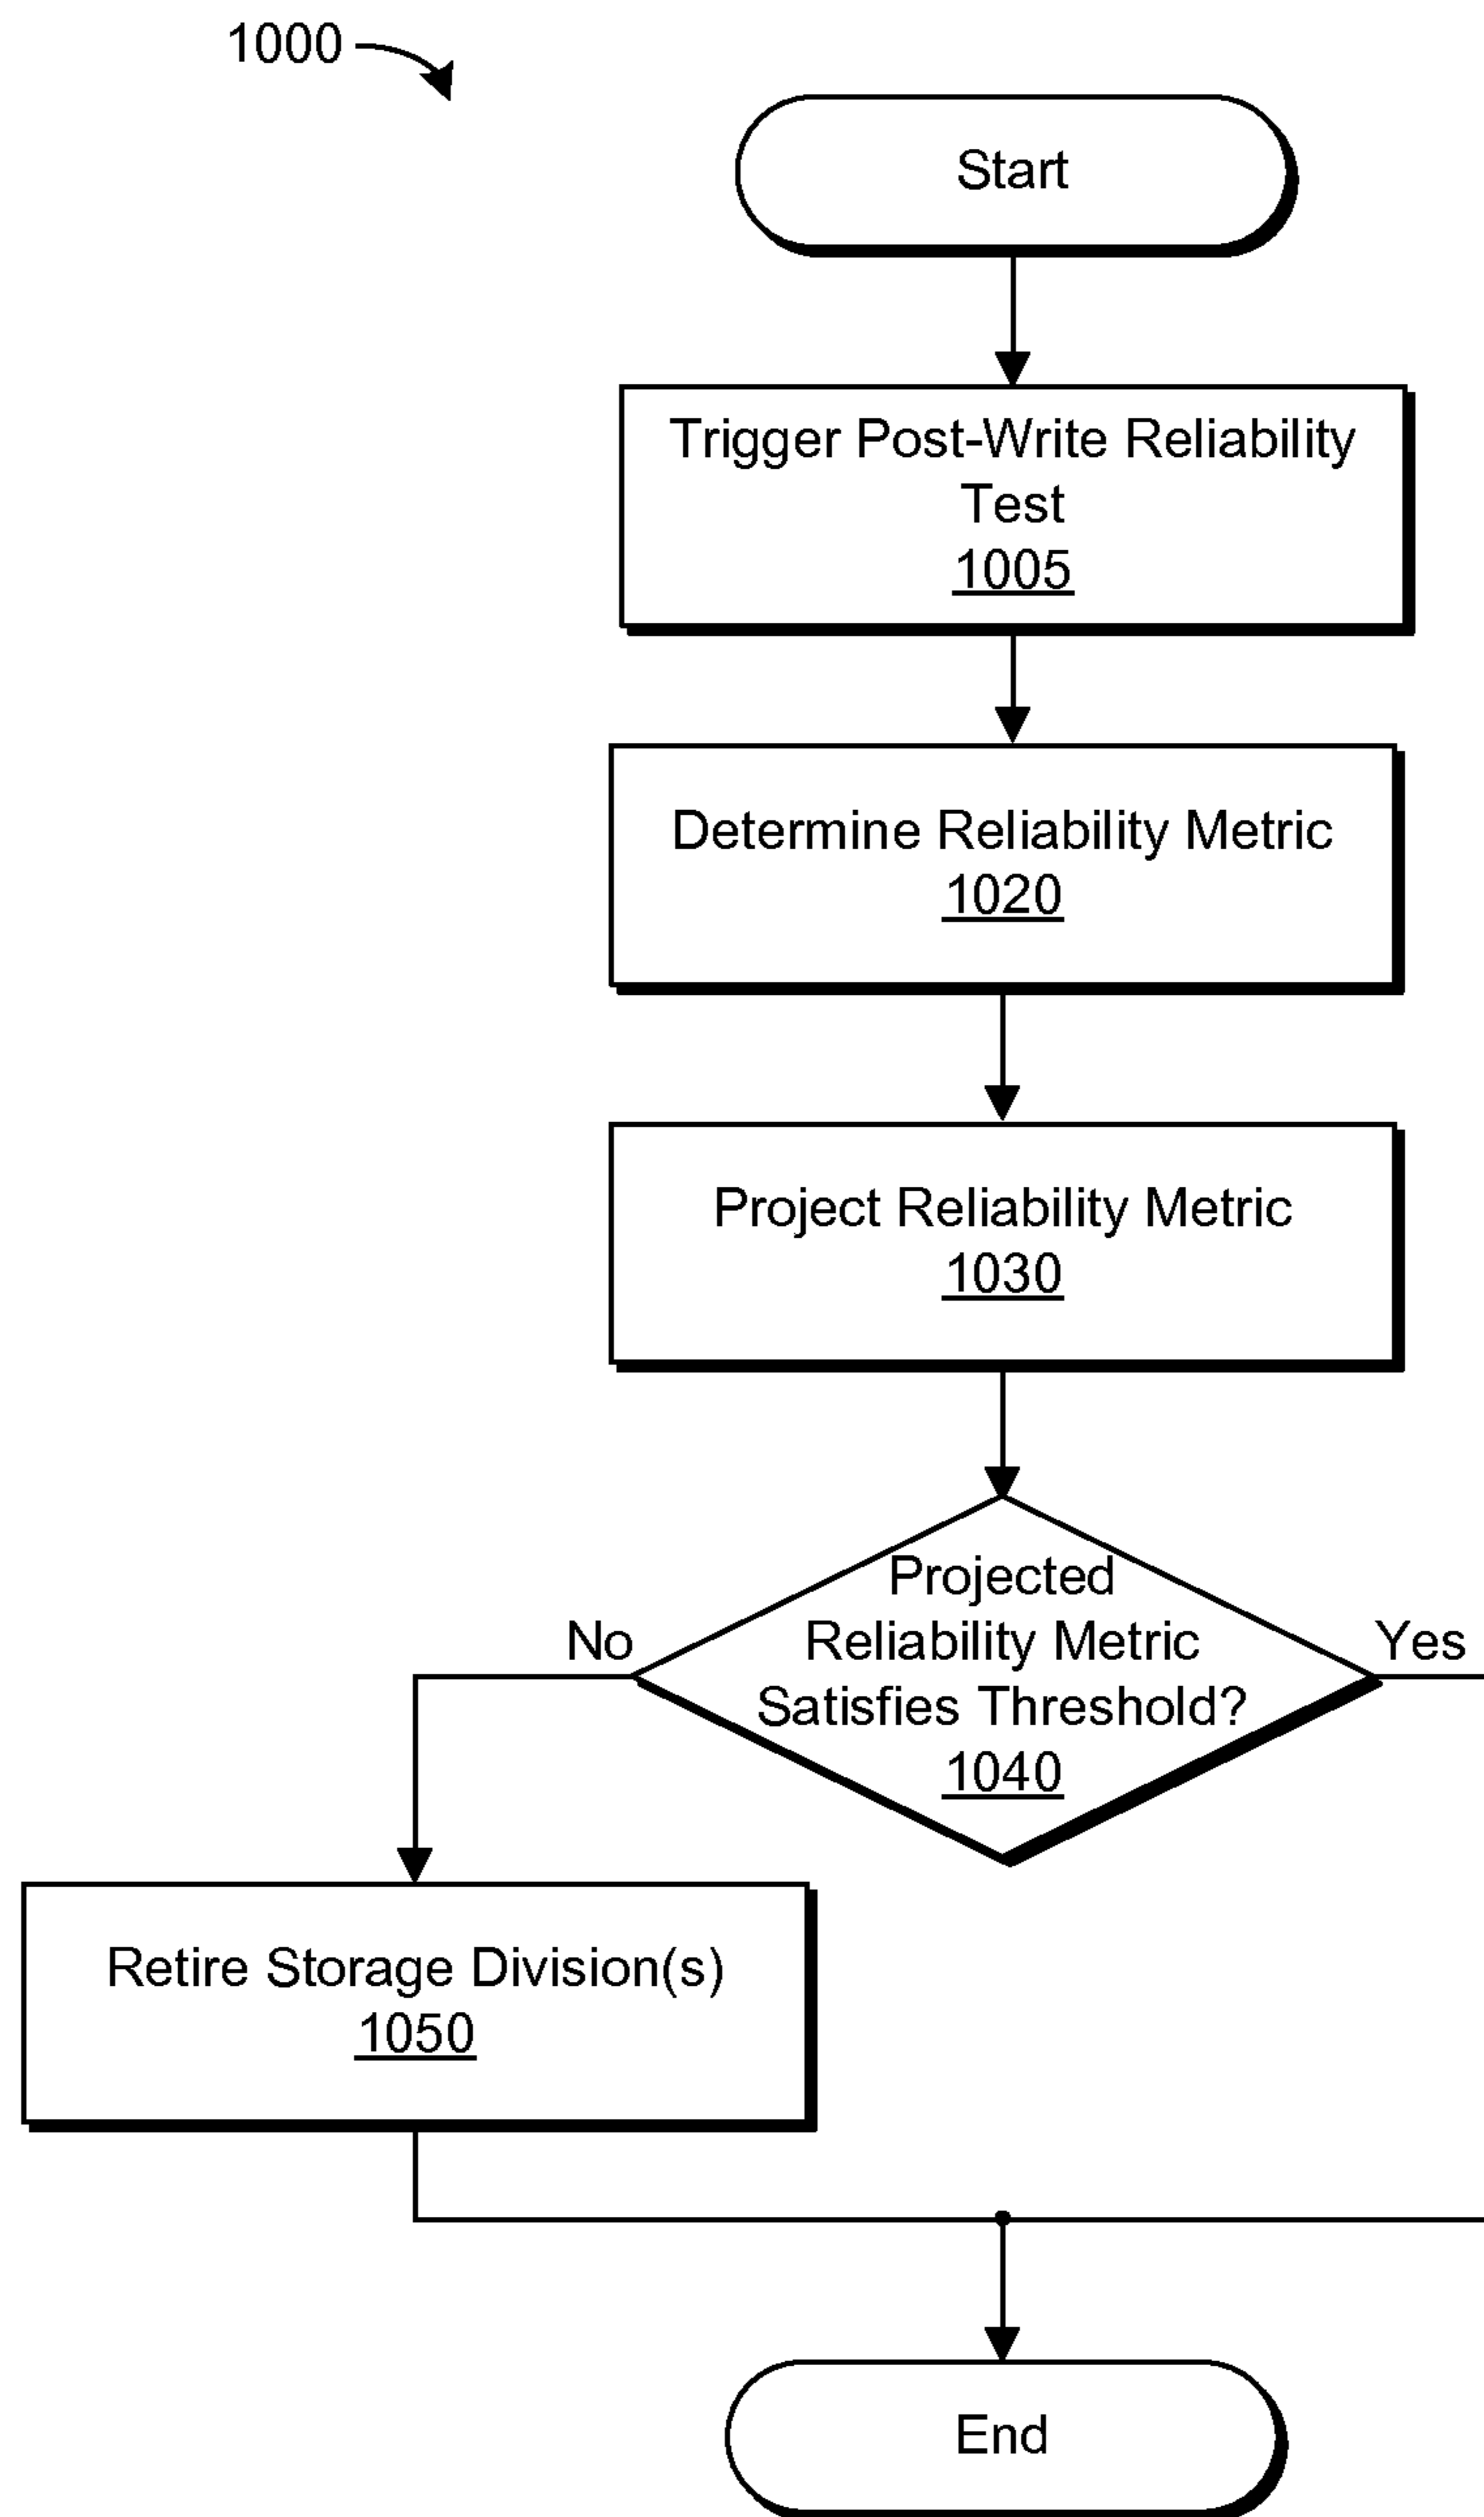 1000
Start
Trigger Post-Write Reliability
Test
1005
Determine Reliability Metric
1020
Project Reliability Metric
1030
Projected
No
Reliability Metric
Yes
Satisfies Threshold?
1040
Retire Storage Division(s)
1050
End